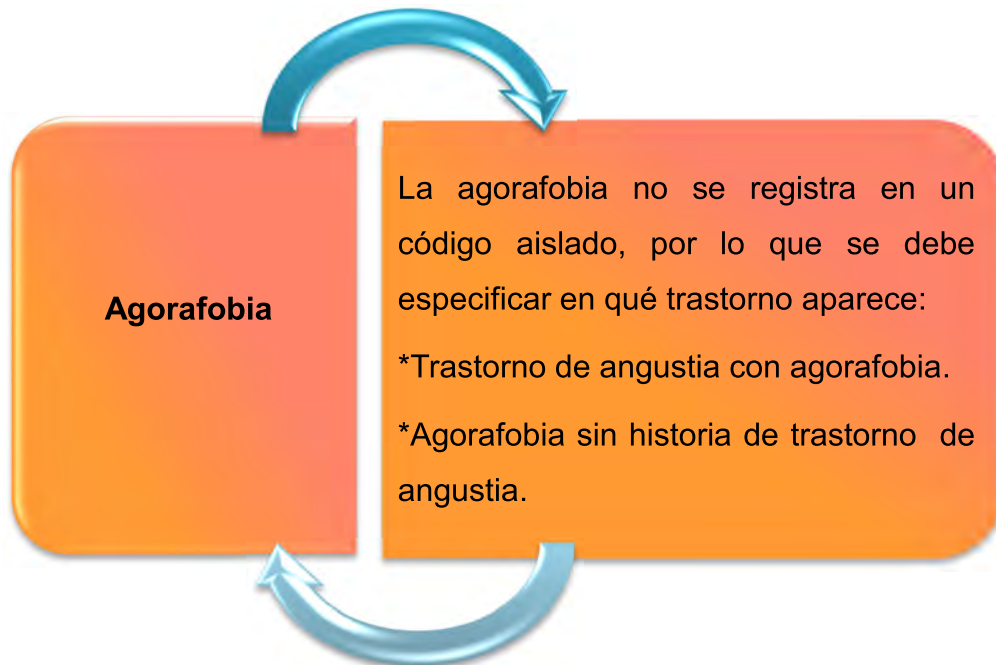 Agorafobia
La agorafobia no se registra en un
código aislado, por lo que se debe
especificar en qué trastorno aparece:
*Trastorno de angustia con agorafobia.
*Agorafobia sin historia de trastorno de
angustia.